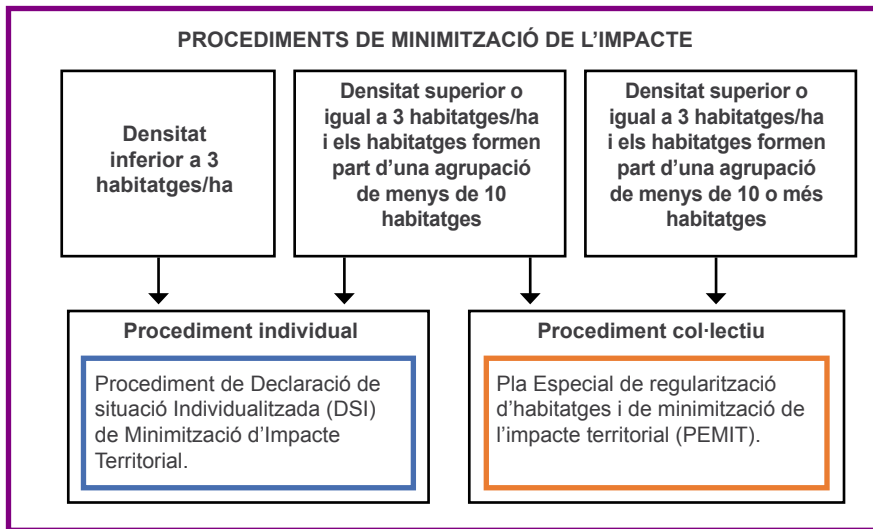 PROCEDIMENTS DE MINIMITZACIÓ DE L’IMPACTE
Densitat
inferior a 3
habitatges/ha
Densitat superior o
igual a 3 habitatges/ha
i els habitatges formen
part d’una agrupació
de menys de 10
habitatges
Densitat superior o
igual a 3 habitatges/ha
i els habitatges formen
part d’una agrupació
de menys de 10 o més
habitatges
Procediment individual
Procediment de Declaració de
situació Individualitzada (DSI)
de Minimització d’Impacte
Territorial.
Procediment col·lectiu
Pla Especial de regularització
d’habitatges i de minimització de
l’impacte territorial (PEMIT).